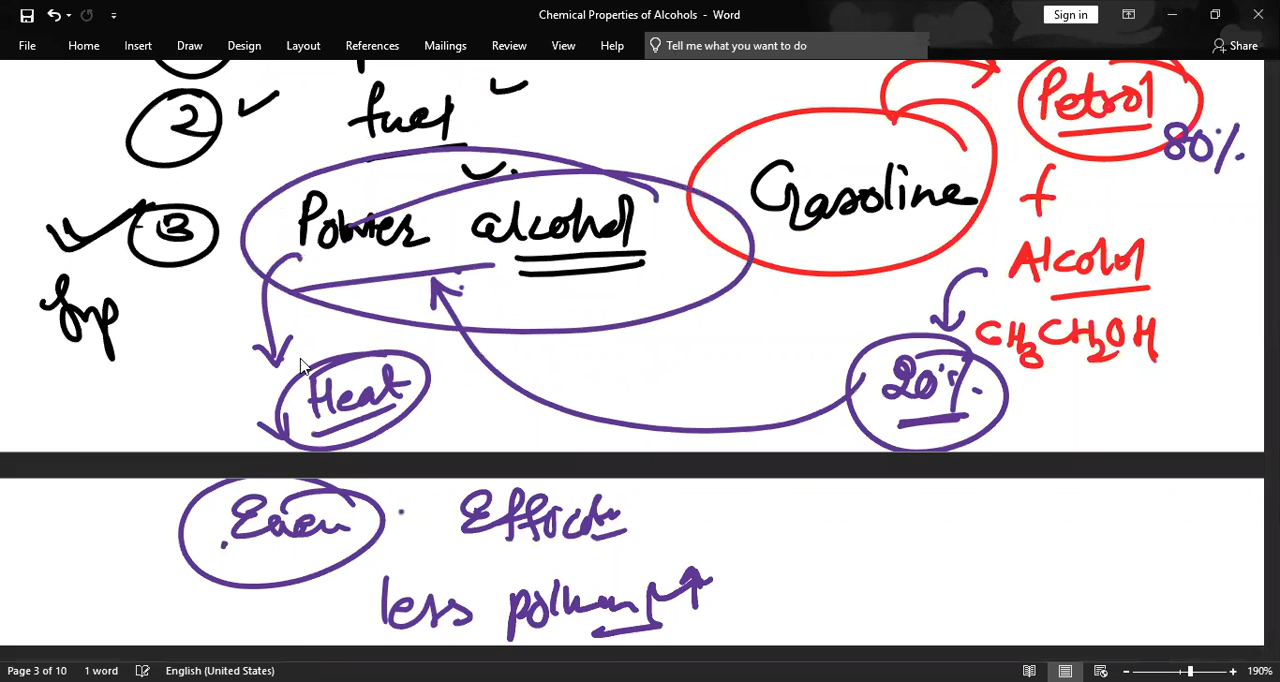 Chemical Properties of Alcohols - Word
Sign in
File Home Insert Draw Design Layout References Mailings Review View Help Tell me what you want to do Share
2 fuel
Petrol
80%
Gasoline
+
3 Power alcohol
Imp
Alcohol
CH3CH2OH
Heat
20%
less
Page 3 of 10 1 word English (United States) 190%